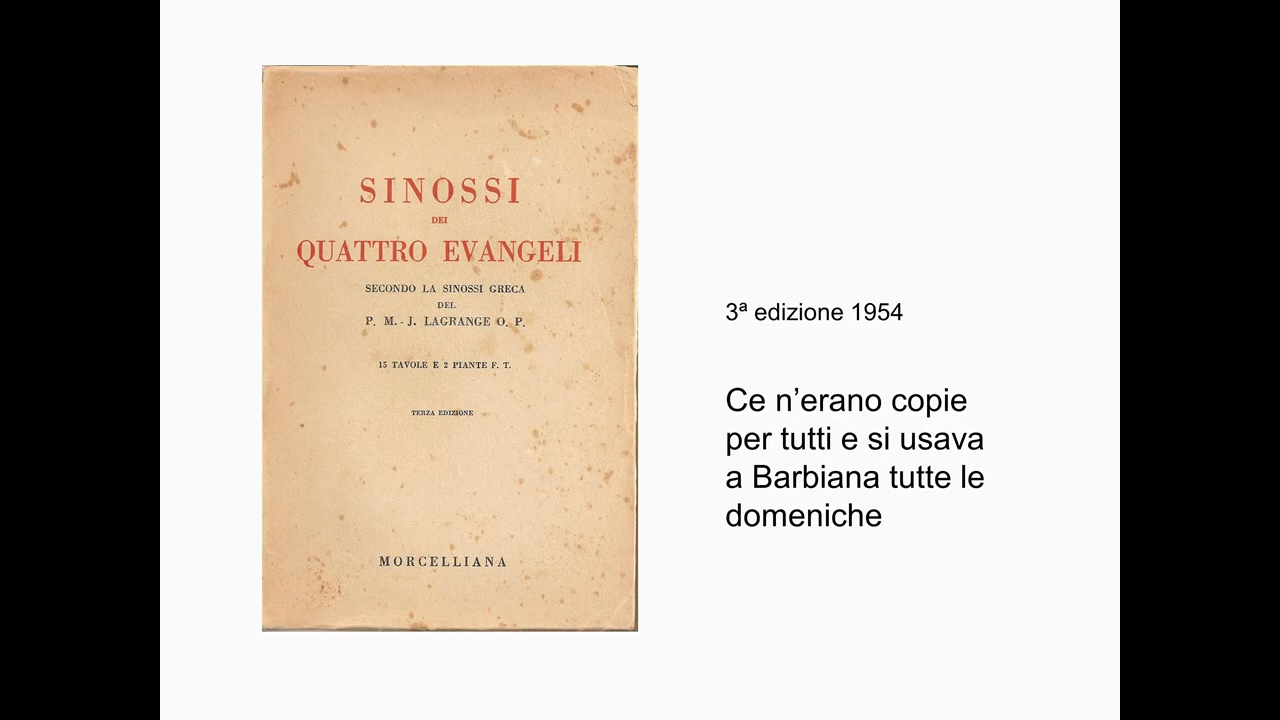 SINOSSI
DEI
QUATTRO EVANGELI
SECONDO LA SINOSSI GRECA
DEL
P. M. - J. LAGRANGE O. P.
15 TAVOLE E 2 PIANTE F. T.
TERZA EDIZIONE
MORCELLIANA
3ª edizione 1954
Ce n’erano copie
per tutti e si usava
a Barbiana tutte le
domeniche